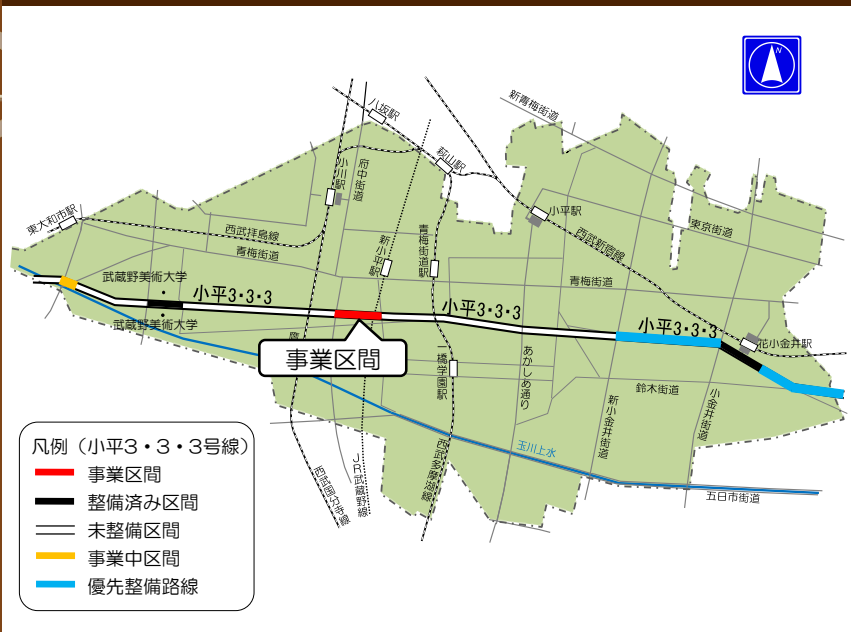 N
新青梅街道
八坂駅
萩山駅
小川駅
府中街道
小平駅
東大和市駅
西武拝島線
青梅街道
新小平駅
青梅街道駅
西武新宿線
東京街道
武蔵野美術大学
青梅街道
小平3・3・3
小平3・3・3
小平3・3・3
武蔵野美術大学
鷹
花小金井駅
事業区間
一橋学園駅
あかしあ通り
鈴木街道
新小金井街道
小金井街道
玉川上水
五日市街道
西武国分寺線
JR武蔵野線
西武多摩湖線
凡例（小平3・3・3号線）
事業区間
整備済み区間
未整備区間
事業中区間
優先整備路線